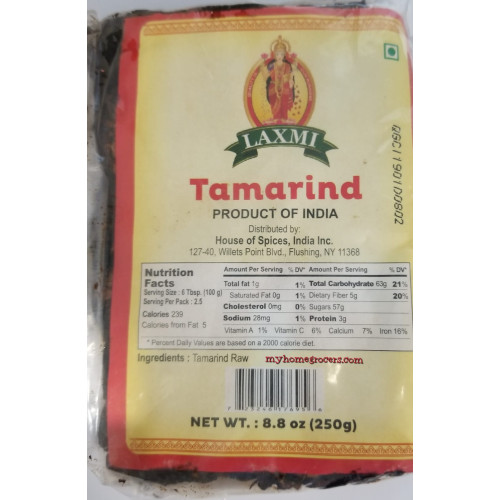 LAXMI
Tamarind
PRODUCT OF INDIA
Distributed by:
House of Spices, India Inc.
127-40, Willets Point Blvd., Flushing, NY 11368
QGC1190100802
Nutrition
Facts
Serving Size : 6 Tbsp. (100 g)
Serving Per Pack : 2.5
Calories 239
Calories from Fat 5
Amount Per Serving % DV* Amount Per Serving % DV*
Total fat 1g 1% Total Carbohydrate 63g 21%
Saturated Fat 0g 1% Dietary Fiber 5g 20%
Cholesterol 0mg 0% Sugars 57g
Sodium 28mg 1% Protein 3g
Vitamin A 1% Vitamin C 6% Calcium 7% Iron 16%
* Percent Daily Values are based on a 2000 calorie diet.
Ingredients : Tamarind Raw
myhomegrocers.com
NET WT. : 8.8 oz (250g)